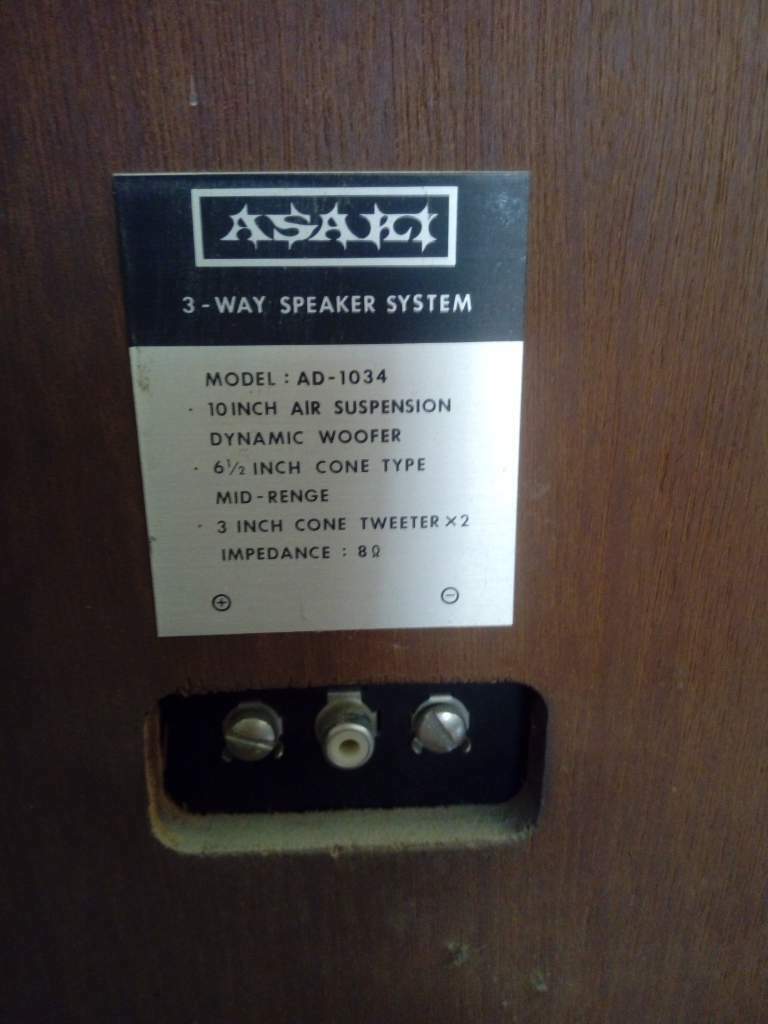 ASAKI
3-WAY SPEAKER SYSTEM
MODEL : AD-1034
· 10 INCH AIR SUSPENSION
DYNAMIC WOOFER
· 6½ INCH CONE TYPE
MID-RENGE
· 3 INCH CONE TWEETER×2
IMPEDANCE : 8Ω
⊕ ⊖